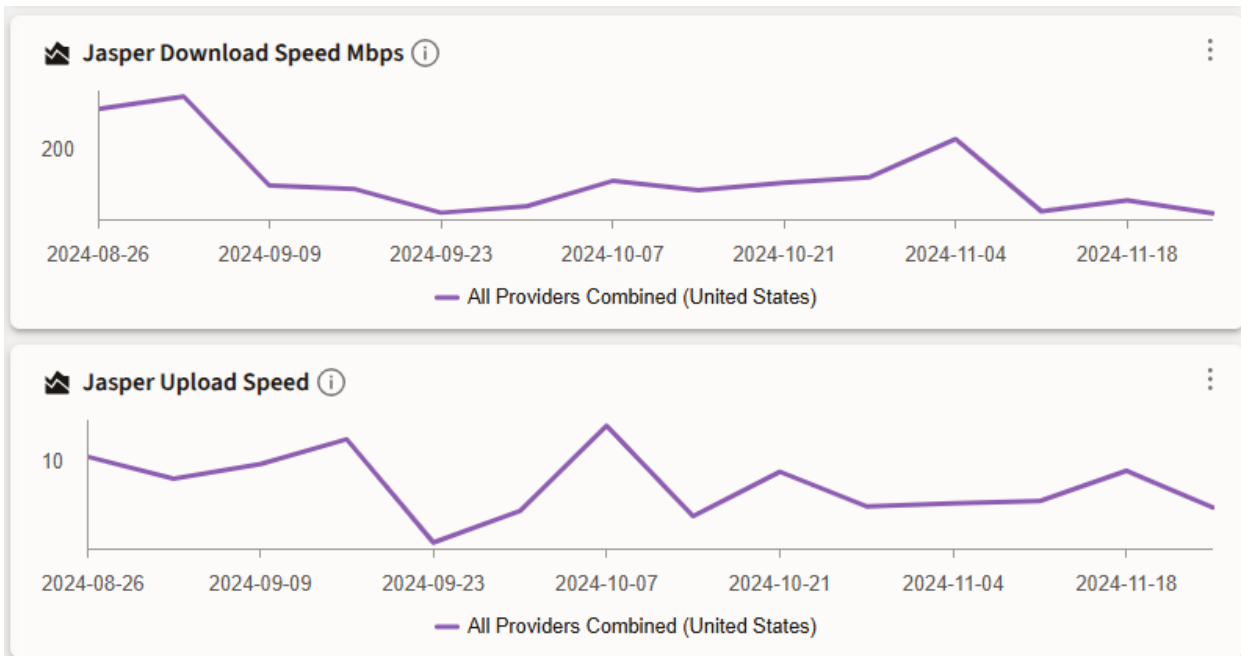 Jasper Download Speed Mbps
200
2024-08-26 2024-09-09 2024-09-23 2024-10-07 2024-10-21 2024-11-04 2024-11-18
All Providers Combined (United States)
Jasper Upload Speed
10
2024-08-26 2024-09-09 2024-09-23 2024-10-07 2024-10-21 2024-11-04 2024-11-18
All Providers Combined (United States)